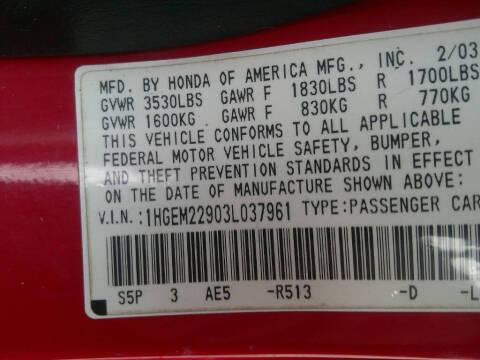 MFD. BY HONDA OF AMERICA MFG., INC. 2/03
GVWR 3530LBS GAWR F 1830LBS R 1700LBS
GVWR 1600KG GAWR F 830KG R 770KG
THIS VEHICLE CONFORMS TO ALL APPLICABLE
FEDERAL MOTOR VEHICLE SAFETY, BUMPER,
AND THEFT PREVENTION STANDARDS IN EFFECT
ON THE DATE OF MANUFACTURE SHOWN ABOVE:
V.I.N.:1HGEM22903L037961 TYPE:PASSENGER CAR
S5P 3 AE5 -R513 -D -L